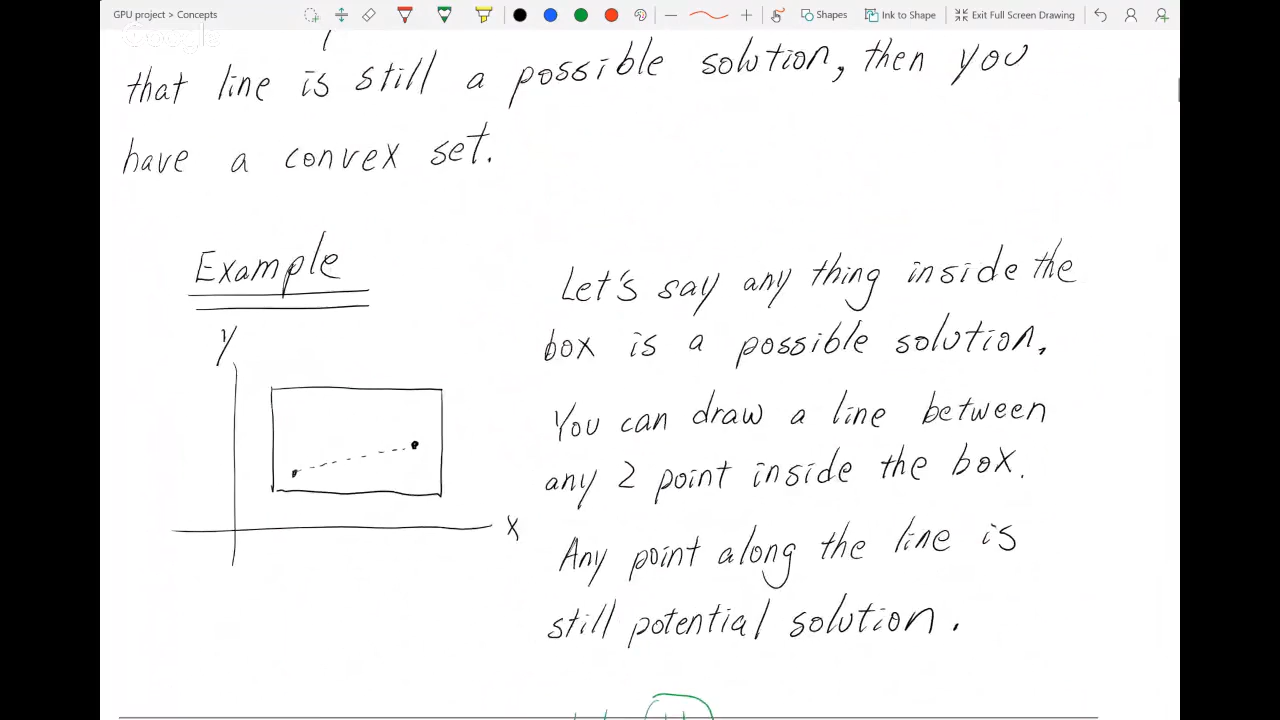 GPU project > Concepts
Shapes
Ink to Shape
Exit Full Screen Drawing
Google
that line is still a possible solution, then you
have a convex set.
Example
Let's say any thing inside the
box is a possible solution.
You can draw a line between
any 2 point inside the box.
Any point along the line is
still potential solution.
Y
X